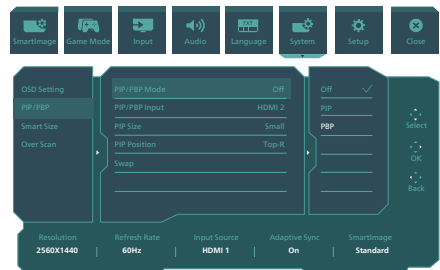 TXT
SmartImage Game Mode Input Audio Language System Setup Close
OSD Setting PIP/PBP Mode Off Off
PIP/PBP PIP/PBP Input HDMI 2 PIP
Smart Size PIP Size Small PBP Select
Over Scan PIP Position Top-R
Swap OK
Back
Resolution Refresh Rate Input Source Adaptive Sync SmartImage
2560X1440 60Hz HDMI 1 On Standard